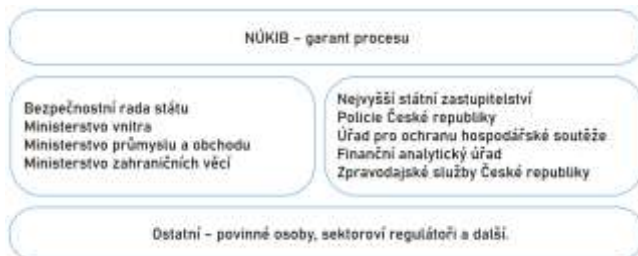 NÚKIB – garant procesu
Bezpečnostní rada státu
Ministerstvo vnitra
Ministerstvo průmyslu a obchodu
Ministerstvo zahraničních věcí
Nejvyšší státní zastupitelství
Policie České republiky
Úřad pro ochranu hospodářské soutěže
Finanční analytický úřad
Zpravodajské služby České republiky
Ostatní – povinné osoby, sektoroví regulátoři a další.